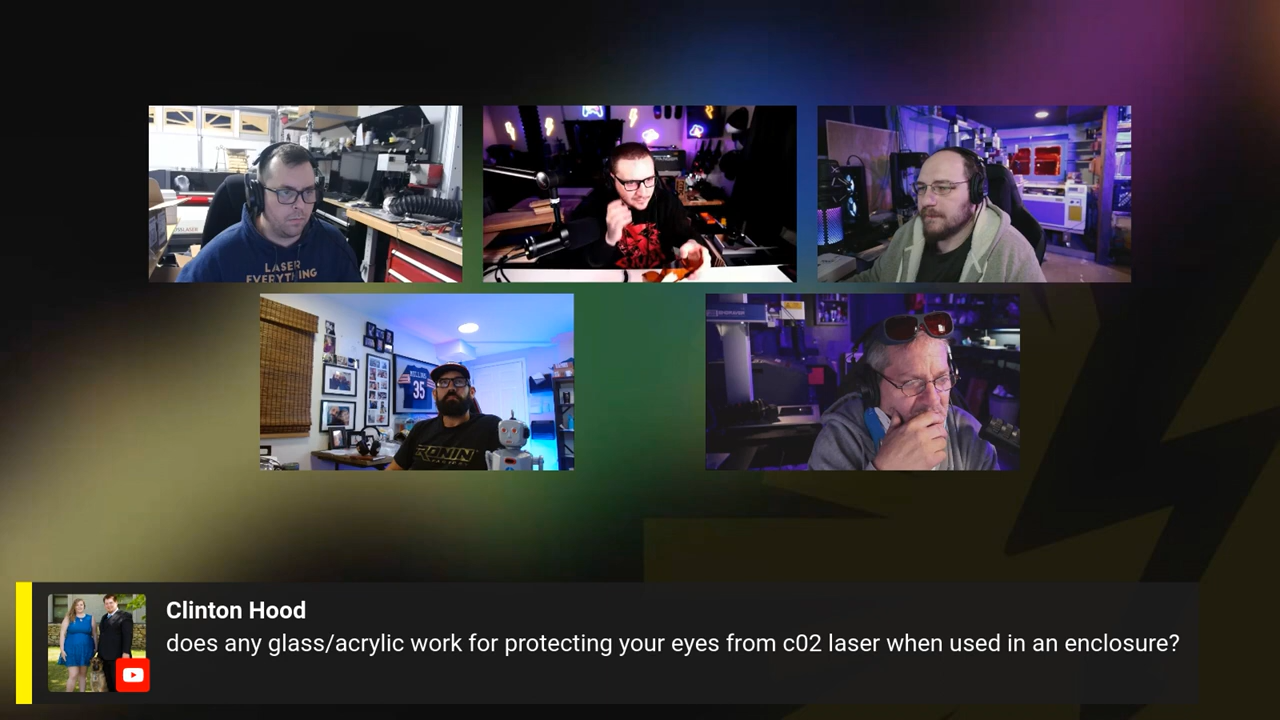 LASER
EVERYTHING
35
RONIN
Clinton Hood
does any glass/acrylic work for protecting your eyes from c02 laser when used in an enclosure?